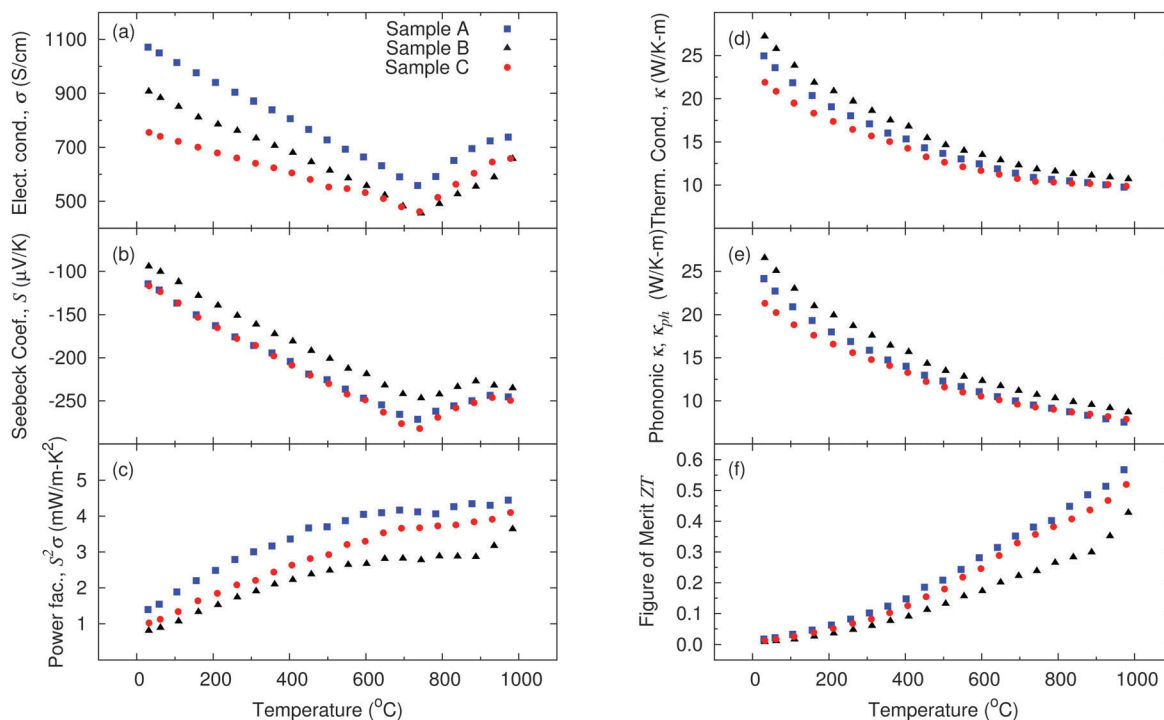 (a)
Sample A
Sample B
Sample C
Elect. cond., σ (S/cm)
1100
900
700
500
(b)
Seebeck Coef., S (μV/K)
-100
-150
-200
-250
(c)
Power fac., S²σ (mW/m-K²)
5
4
3
2
1
0
200
400
600
800
1000
Temperature (°C)
(d)
Therm. Cond., κ (W/K-m)
25
20
15
10
(e)
Phononic κ, κph (W/K-m)
25
20
15
10
(f)
Figure of Merit ZT
0.6
0.5
0.4
0.3
0.2
0.1
0.0
0
200
400
600
800
1000
Temperature (°C)